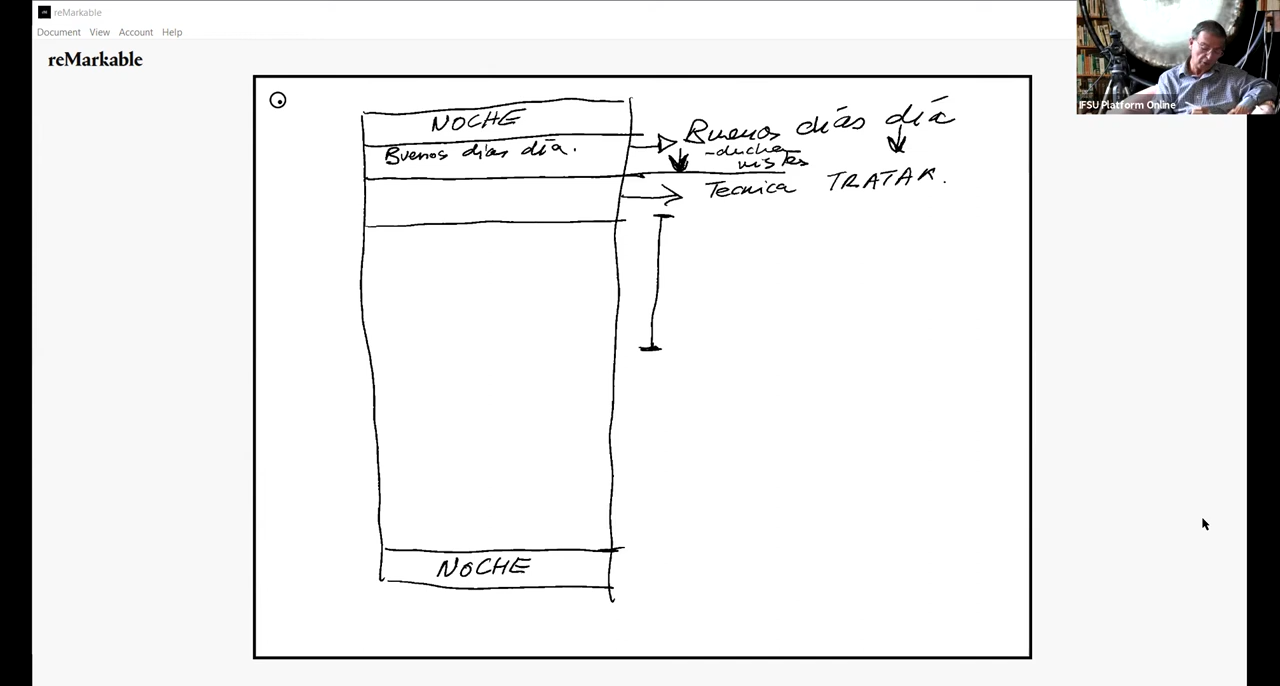 reMarkable
Document View Account Help
reMarkable
IFSU Platform Online
NOCHE
Buenos días día.
Buenos días día
-ducha
Tecnica TRATAK.
NOCHE